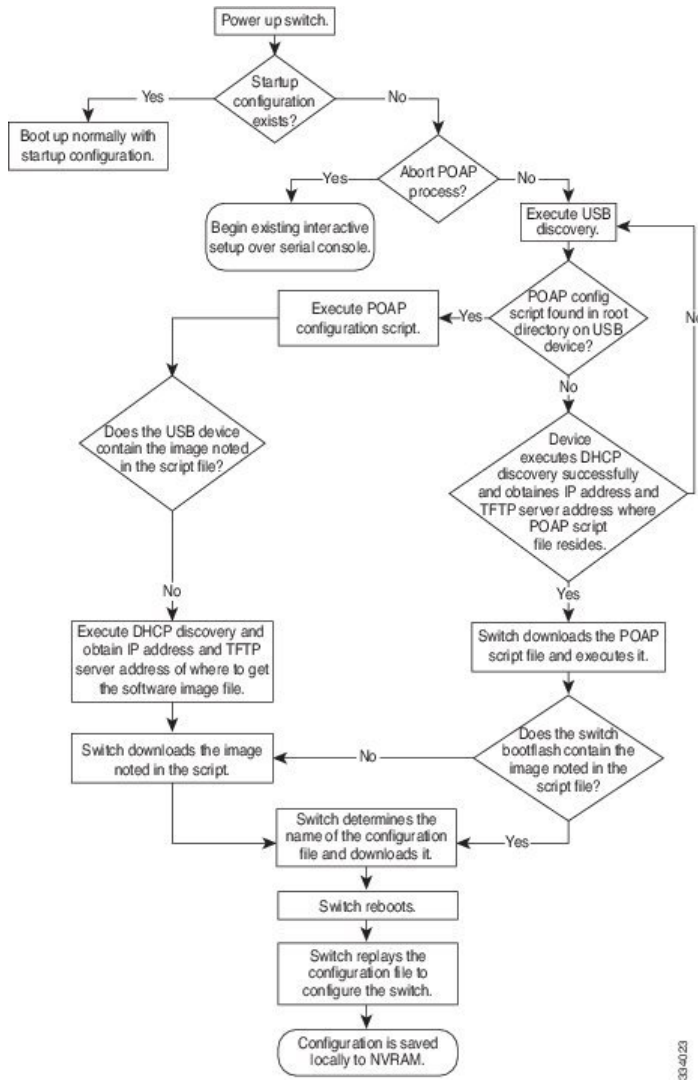 Power up switch.
Startup
configuration
exists?
Yes
No
Boot up normally with
startup configuration.
Abort POAP
process?
Yes
No
Begin existing interactive
setup over serial console.
Execute USB
discovery.
POAP config
script found in root
directory on USB
device?
Yes
No
No
Execute POAP
configuration script.
Does the USB device
contain the image noted
in the script file?
Device
executes DHCP
discovery successfully
and obtaines IP address and
TFTP server address where
POAP script
file resides.
No
Yes
Execute DHCP discovery and
obtain IP address and TFTP
server address of where to get
the software image file.
Switch downloads the POAP
script file and executes it.
Does the switch
bootflash contain the
image noted in the
script file?
No
Yes
Switch downloads the image
noted in the script.
Switch determines the
name of the configuration
file and downloads it.
Switch reboots.
Switch replays the
configuration file to
configure the switch.
Configuration is saved
locally to NVRAM.
334023